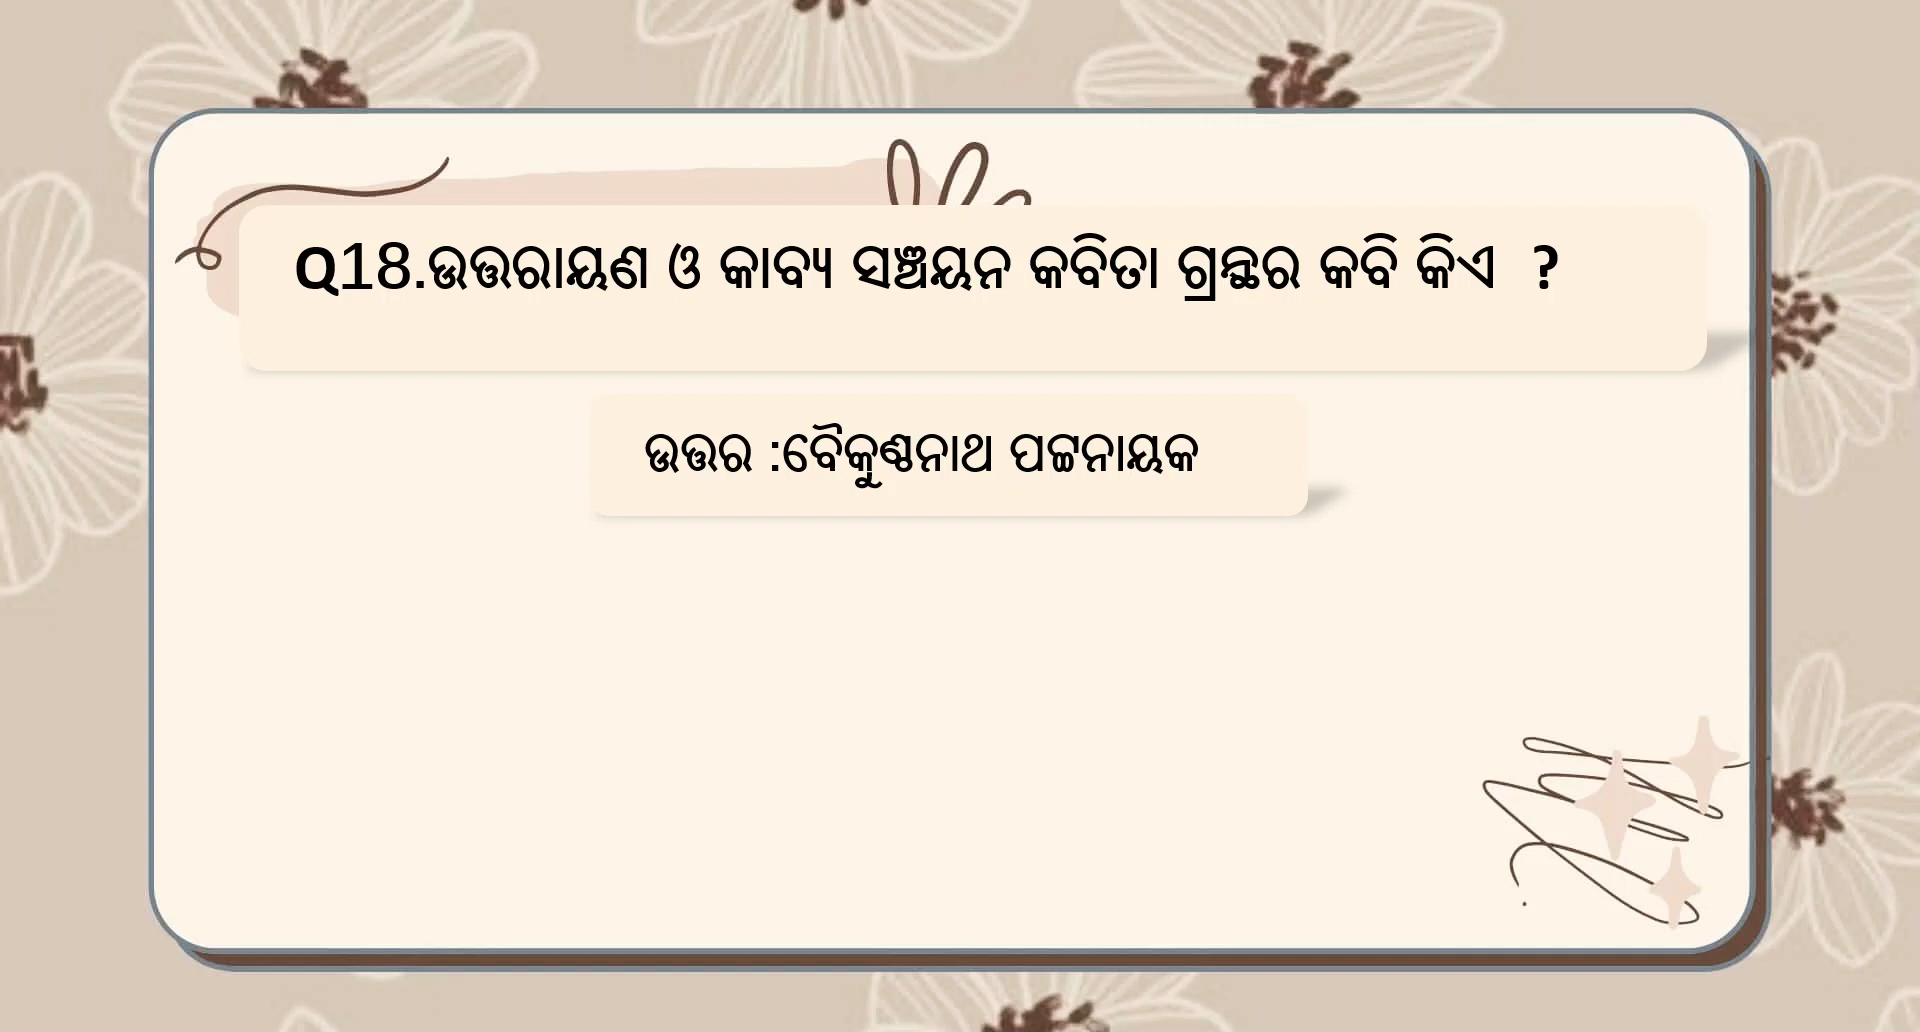 Q18.ଉତ୍ତରାୟଣ ଓ କାବ୍ୟ ସଞ୍ଚୟନ କବିତା ଗ୍ରନ୍ଥର କବି କିଏ ?
ଉତ୍ତର :ବୈକୁଣ୍ଠନାଥ ପଟ୍ଟନାୟକ